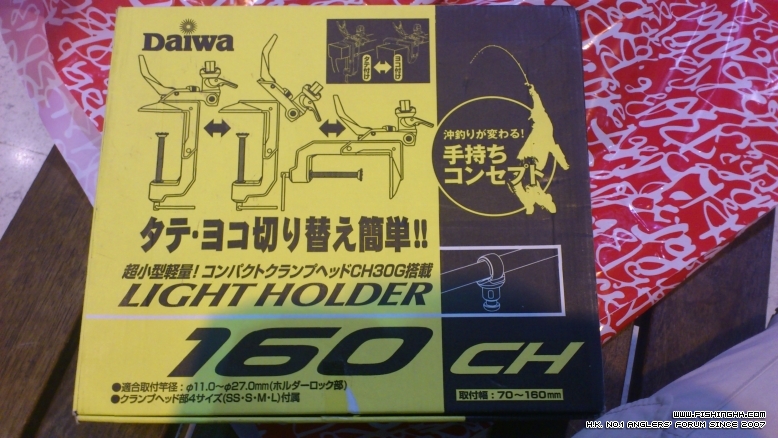 DAIWA
タテ付け
ヨコ付け
沖釣りが変わる!
手持ち
コンセプト
タテ・ヨコ切り替え簡単!!
超小型軽量! コンパクトクランプヘッドCH30G搭載
LIGHT HOLDER
160 CH
●適合取付竿径：φ11.0〜φ27.0mm(ホルダーロック部)
●クランプヘッド部4サイズ(SS・S・M・L)付属
取付幅：70〜160mm
WWW.FISHINGHK.COM
H.K. NO.1 ANGLERS' FORUM SINCE 2007